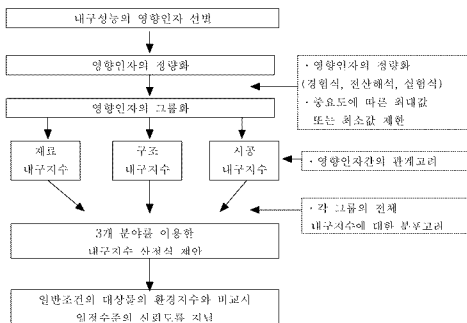 내구성능의 영향인자 선별
영향인자의 정량화
· 영향인자의 정량화
(경험식, 전산해석, 실험식)
· 중요도에 따른 최대값
또는 최소값 제한
영향인자의 그룹화
재료
내구지수
구조
내구지수
시공
내구지수
· 영향인자간의 관계고려
· 각 그룹의 전체
내구지수에 대한 분포고려
3개 분야를 이용한
내구지수 산정식 제안
일반조건의 대상물의 환경지수와 비교시
일정수준의 신뢰도를 지님